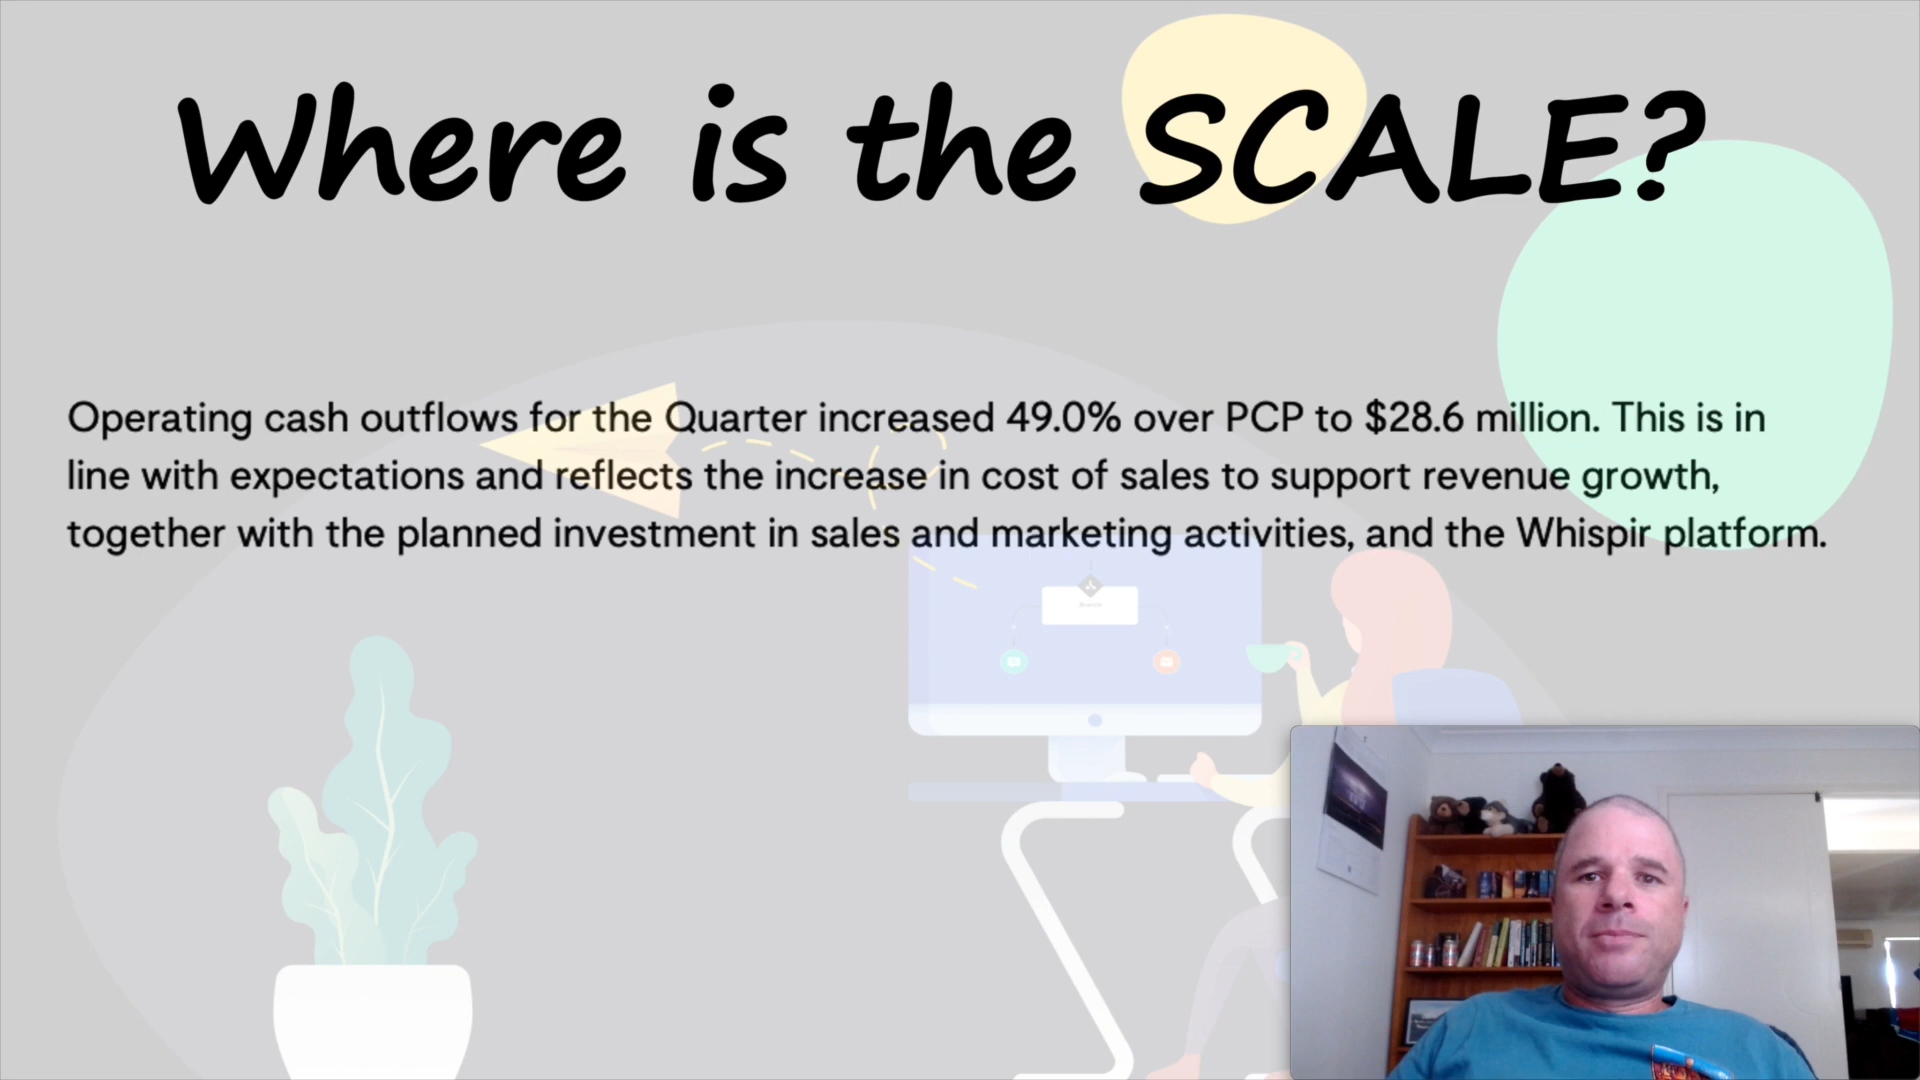 Where is the SCALE?
Operating cash outflows for the Quarter increased 49.0% over PCP to $28.6 million. This is in
line with expectations and reflects the increase in cost of sales to support revenue growth,
together with the planned investment in sales and marketing activities, and the Whispir platform.